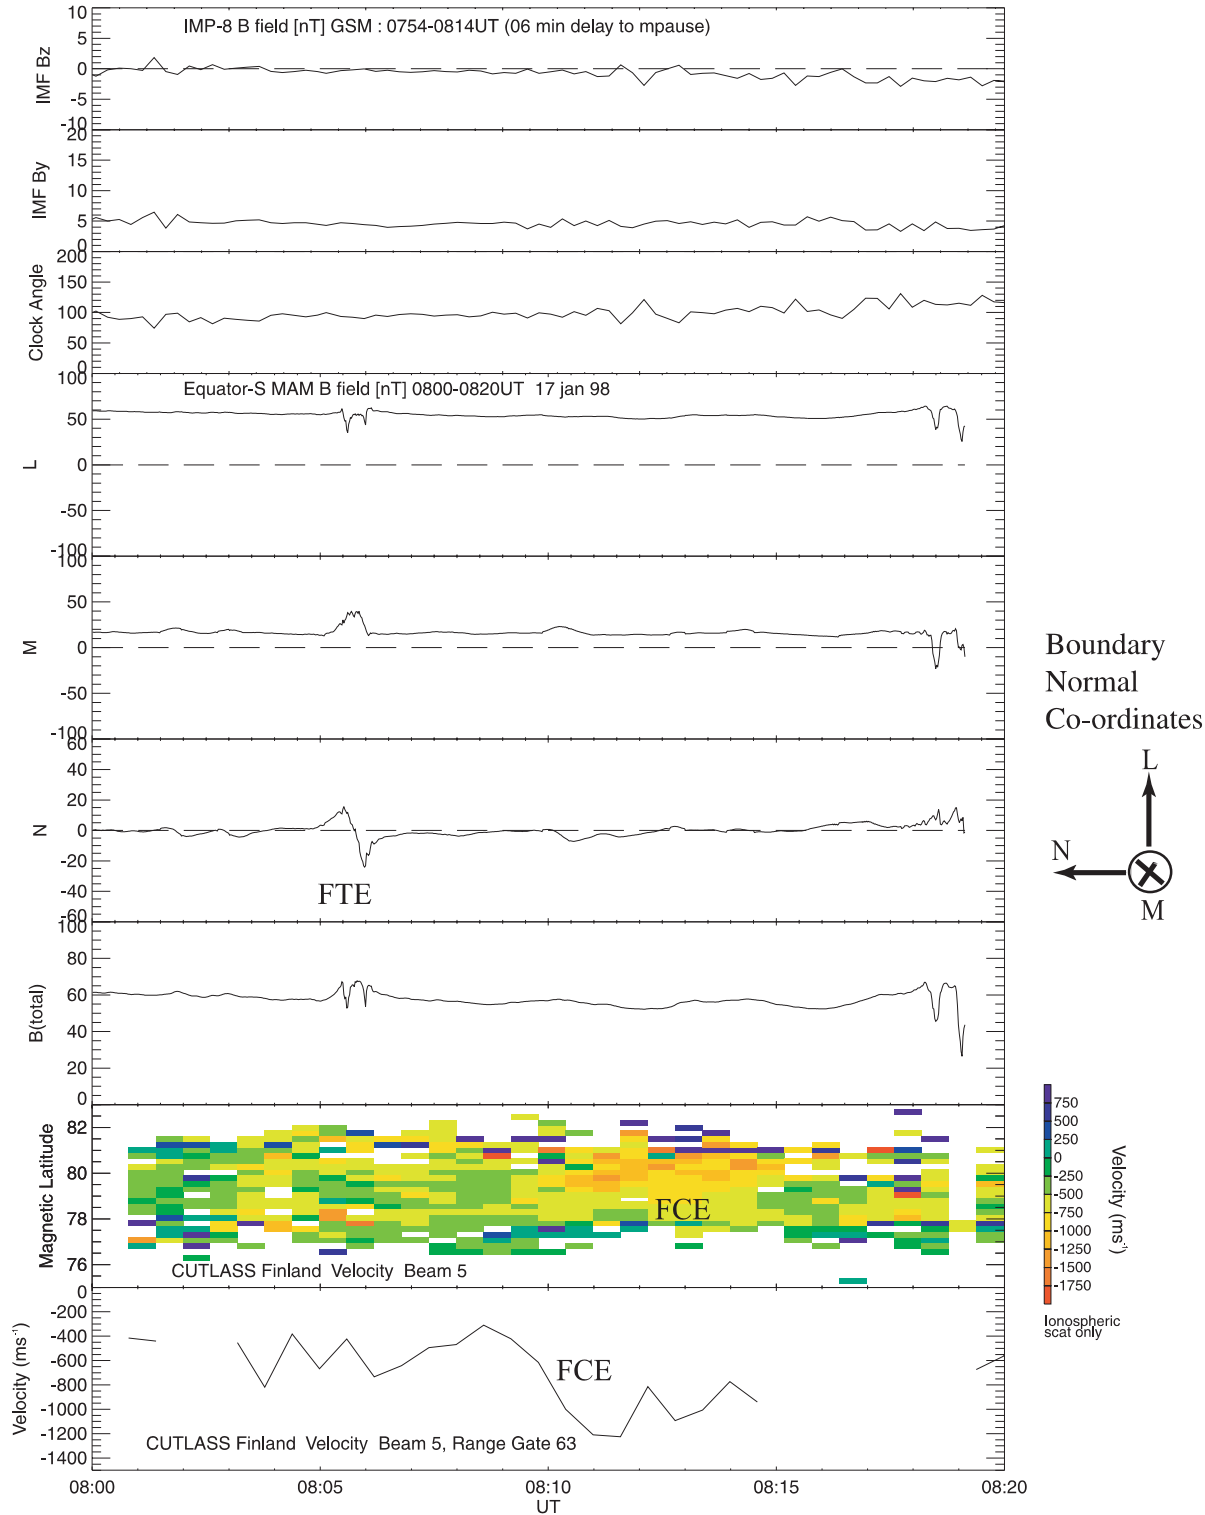 IMP-8 B field [nT] GSM : 0754-0814UT (06 min delay to mpause)
10
5
0
-5
-10
IMF Bz
20
15
10
5
0
IMF By
200
150
100
50
0
Clock Angle
Equator-S MAM B field [nT] 0800-0820UT 17 jan 98
100
50
0
-50
-100
L
100
50
0
-50
-100
M
60
40
20
0
-20
-40
-60
N
FTE
100
80
60
40
20
0
B(total)
Boundary
Normal
Co-ordinates
L
N
M
82
80
78
76
Magnetic Latitude
FCE
CUTLASS Finland Velocity Beam 5
750
500
250
0
-250
-500
-750
-1000
-1250
-1500
-1750
Velocity (ms⁻¹)
Ionospheric
scat only
0
-200
-400
-600
-800
-1000
-1200
-1400
Velocity (ms⁻¹)
FCE
CUTLASS Finland Velocity Beam 5, Range Gate 63
08:00
08:05
08:10
08:15
08:20
UT